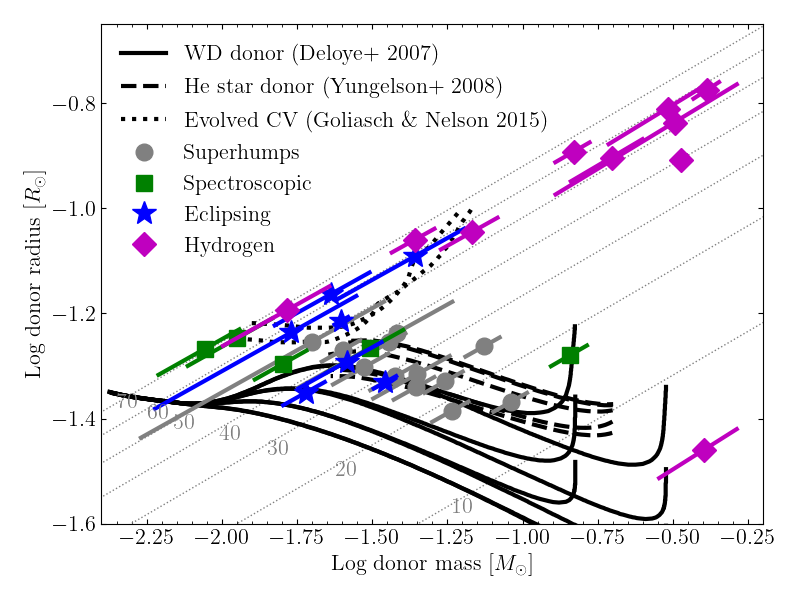 WD donor (Deloye+ 2007)
He star donor (Yungelson+ 2008)
Evolved CV (Goliasch & Nelson 2015)
Superhumps
Spectroscopic
Eclipsing
Hydrogen
−0.8
−1.0
−1.2
−1.4
−1.6
Log donor radius [R⊙]
70
60
50
40
30
20
10
−2.25 −2.00 −1.75 −1.50 −1.25 −1.00 −0.75 −0.50 −0.25
Log donor mass [M⊙]